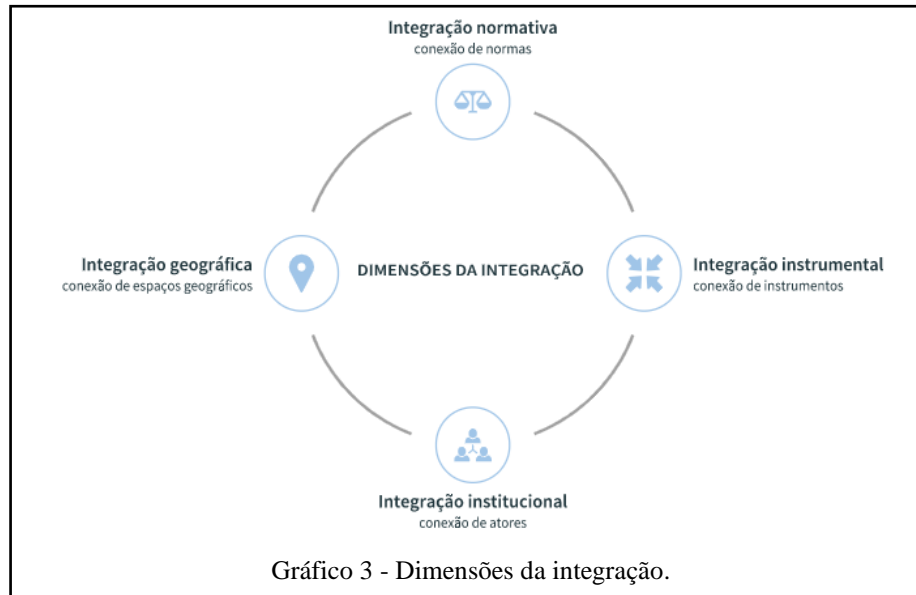 Integração normativa
conexão de normas
Integração geográfica
conexão de espaços geográficos
DIMENSÕES DA INTEGRAÇÃO
Integração instrumental
conexão de instrumentos
Integração institucional
conexão de atores
Gráfico 3 - Dimensões da integração.